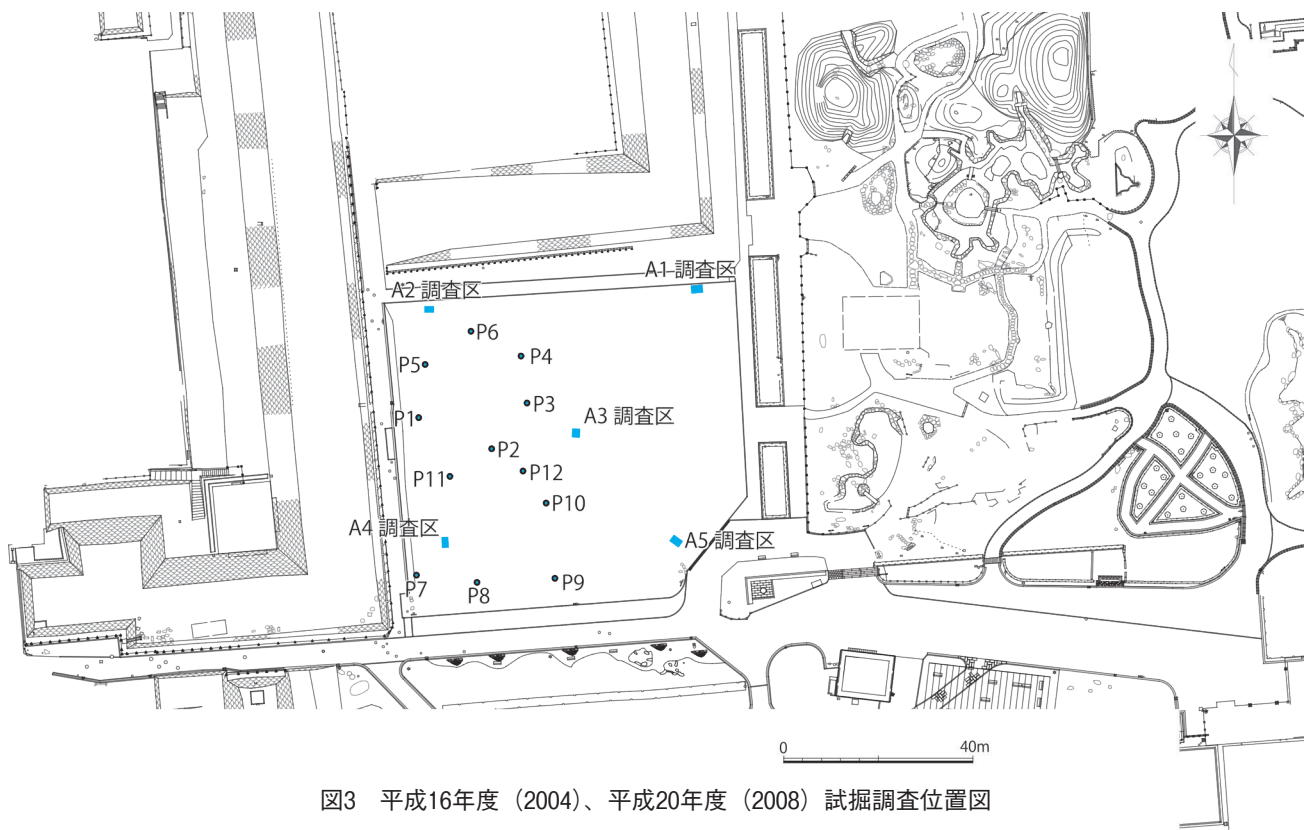 A1 調査区
A2 調査区
P6
P4
P5
P3
P1
A3 調査区
P2
P12
P11
P10
A4 調査区
A5 調査区
P7
P8
P9
0 40m
図3 平成16年度（2004）、平成20年度（2008）試掘調査位置図